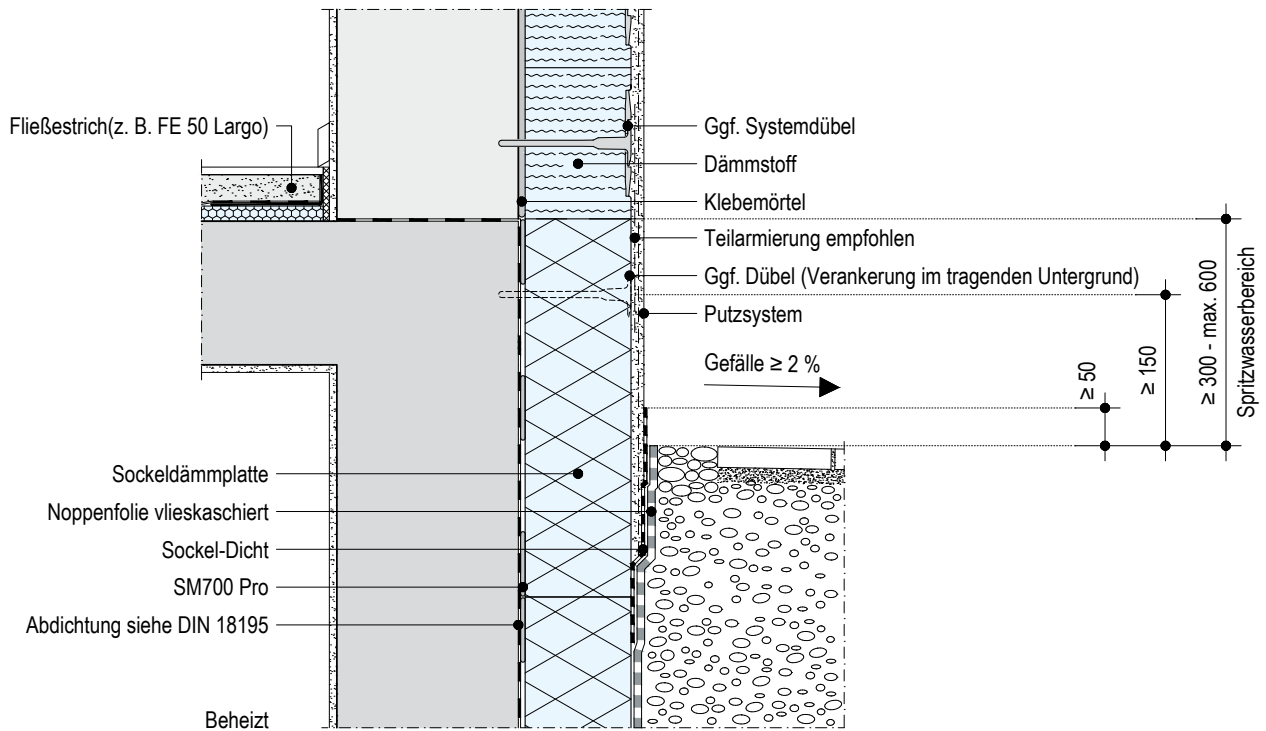 Fließestrich(z. B. FE 50 Largo)
Ggf. Systemdübel
Dämmstoff
Klebemörtel
Teilarmierung empfohlen
Ggf. Dübel (Verankerung im tragenden Untergrund)
Putzsystem
Gefälle ≥ 2 %
≥ 50
≥ 150
≥ 300 - max. 600
Spritzwasserbereich
Sockeldämmplatte
Noppenfolie vlieskaschiert
Sockel-Dicht
SM700 Pro
Abdichtung siehe DIN 18195
Beheizt